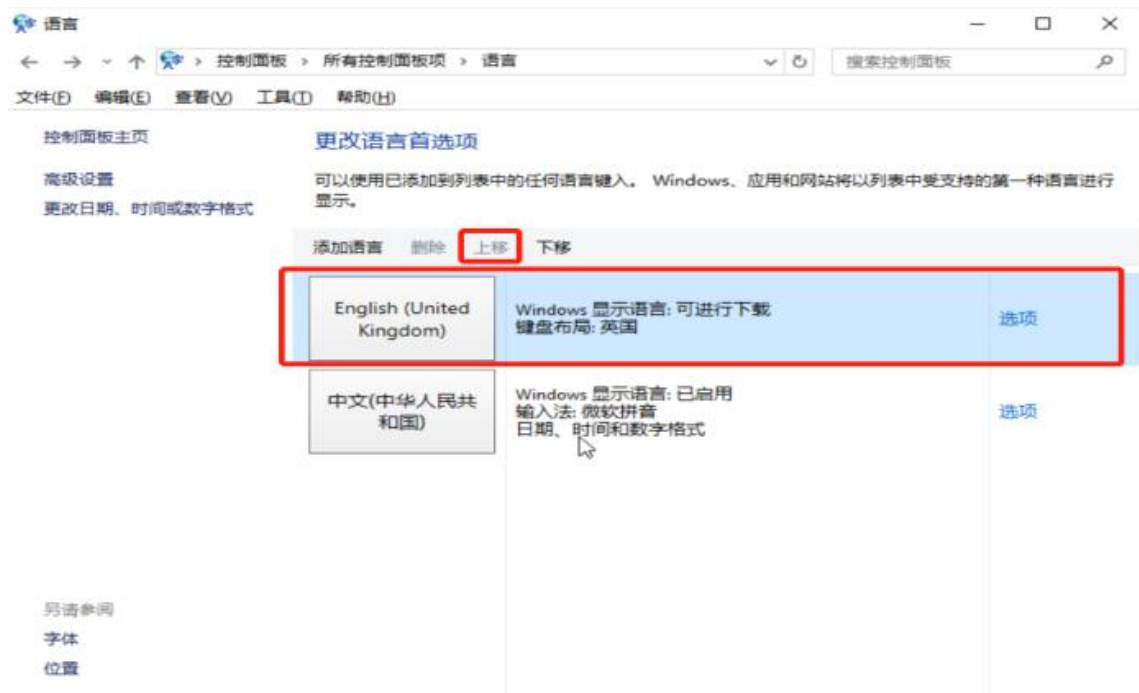 语言
控制面板 › 所有控制面板项 › 语言
搜索控制面板
文件(F) 编辑(E) 查看(V) 工具(T) 帮助(H)
控制面板主页
高级设置
更改日期、时间或数字格式
更改语言首选项
可以使用已添加到列表中的任何语言键入。 Windows、应用和网站将以列表中受支持的第一种语言进行
显示。
添加语言 删除 上移 下移
English (United
Kingdom)
Windows 显示语言: 可进行下载
键盘布局: 英国
选项
中文(中华人民共
和国)
Windows 显示语言: 已启用
输入法: 微软拼音
日期、时间和数字格式
选项
另请参阅
字体
位置